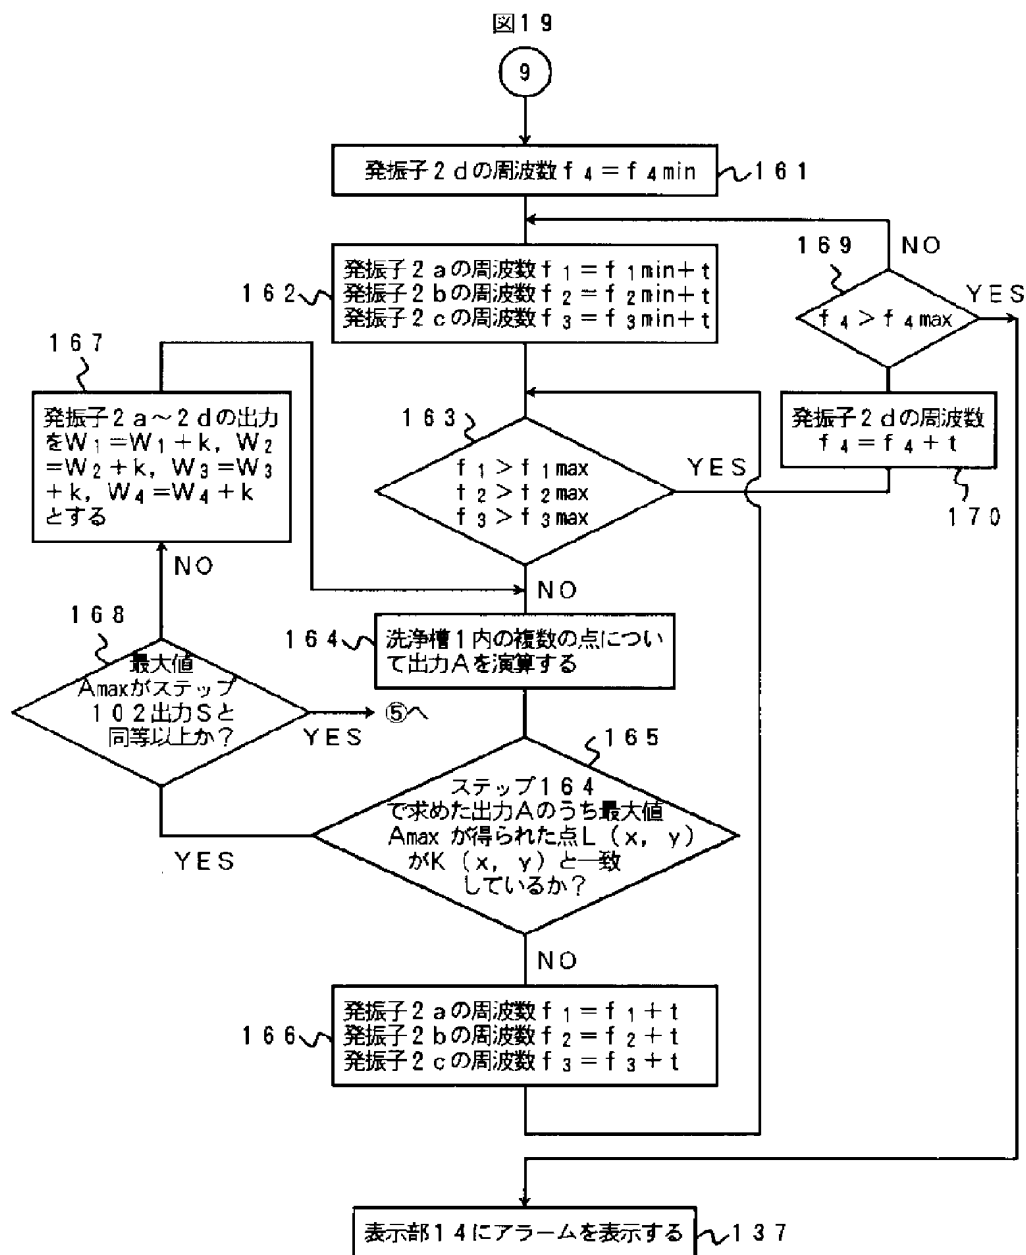 図19
9
発振子2dの周波数f4=f4min
161
発振子2aの周波数f1=f1min+t
発振子2bの周波数f2=f2min+t
発振子2cの周波数f3=f3min+t
162
169
NO
YES
f4>f4max
167
発振子2a~2dの出力
をW1=W1+k, W2
=W2+k, W3=W3
+k, W4=W4+k
とする
163
f1>f1max
f2>f2max
f3>f3max
YES
発振子2dの周波数
f4=f4+t
170
NO
NO
168
164
洗浄槽1内の複数の点につい
て出力Aを演算する
最大値
Amaxがステップ
102出力Sと
同等以上か?
YES
⑤へ
165
ステップ164
で求めた出力Aのうち最大値
Amax が得られた点L (x, y)
がK (x, y) と一致
しているか?
YES
NO
166
発振子2aの周波数f1=f1+t
発振子2bの周波数f2=f2+t
発振子2cの周波数f3=f3+t
表示部14にアラームを表示する
137